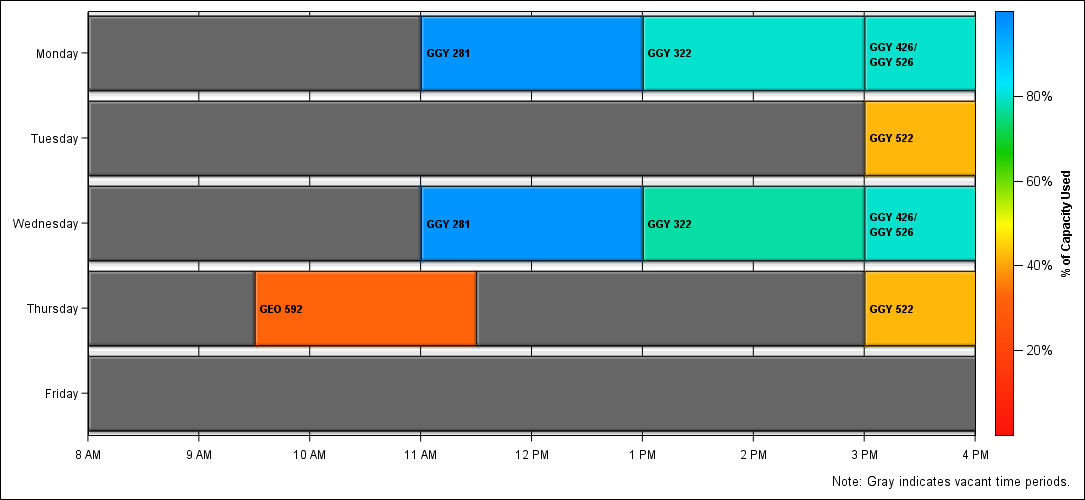 Monday
GGY 281
GGY 322
GGY 426/
GGY 526
Tuesday
GGY 522
Wednesday
GGY 281
GGY 322
GGY 426/
GGY 526
Thursday
GEO 592
GGY 522
Friday
8 AM
9 AM
10 AM
11 AM
12 PM
1 PM
2 PM
3 PM
4 PM
80%
60%
40%
20%
% of Capacity Used
Note: Gray indicates vacant time periods.